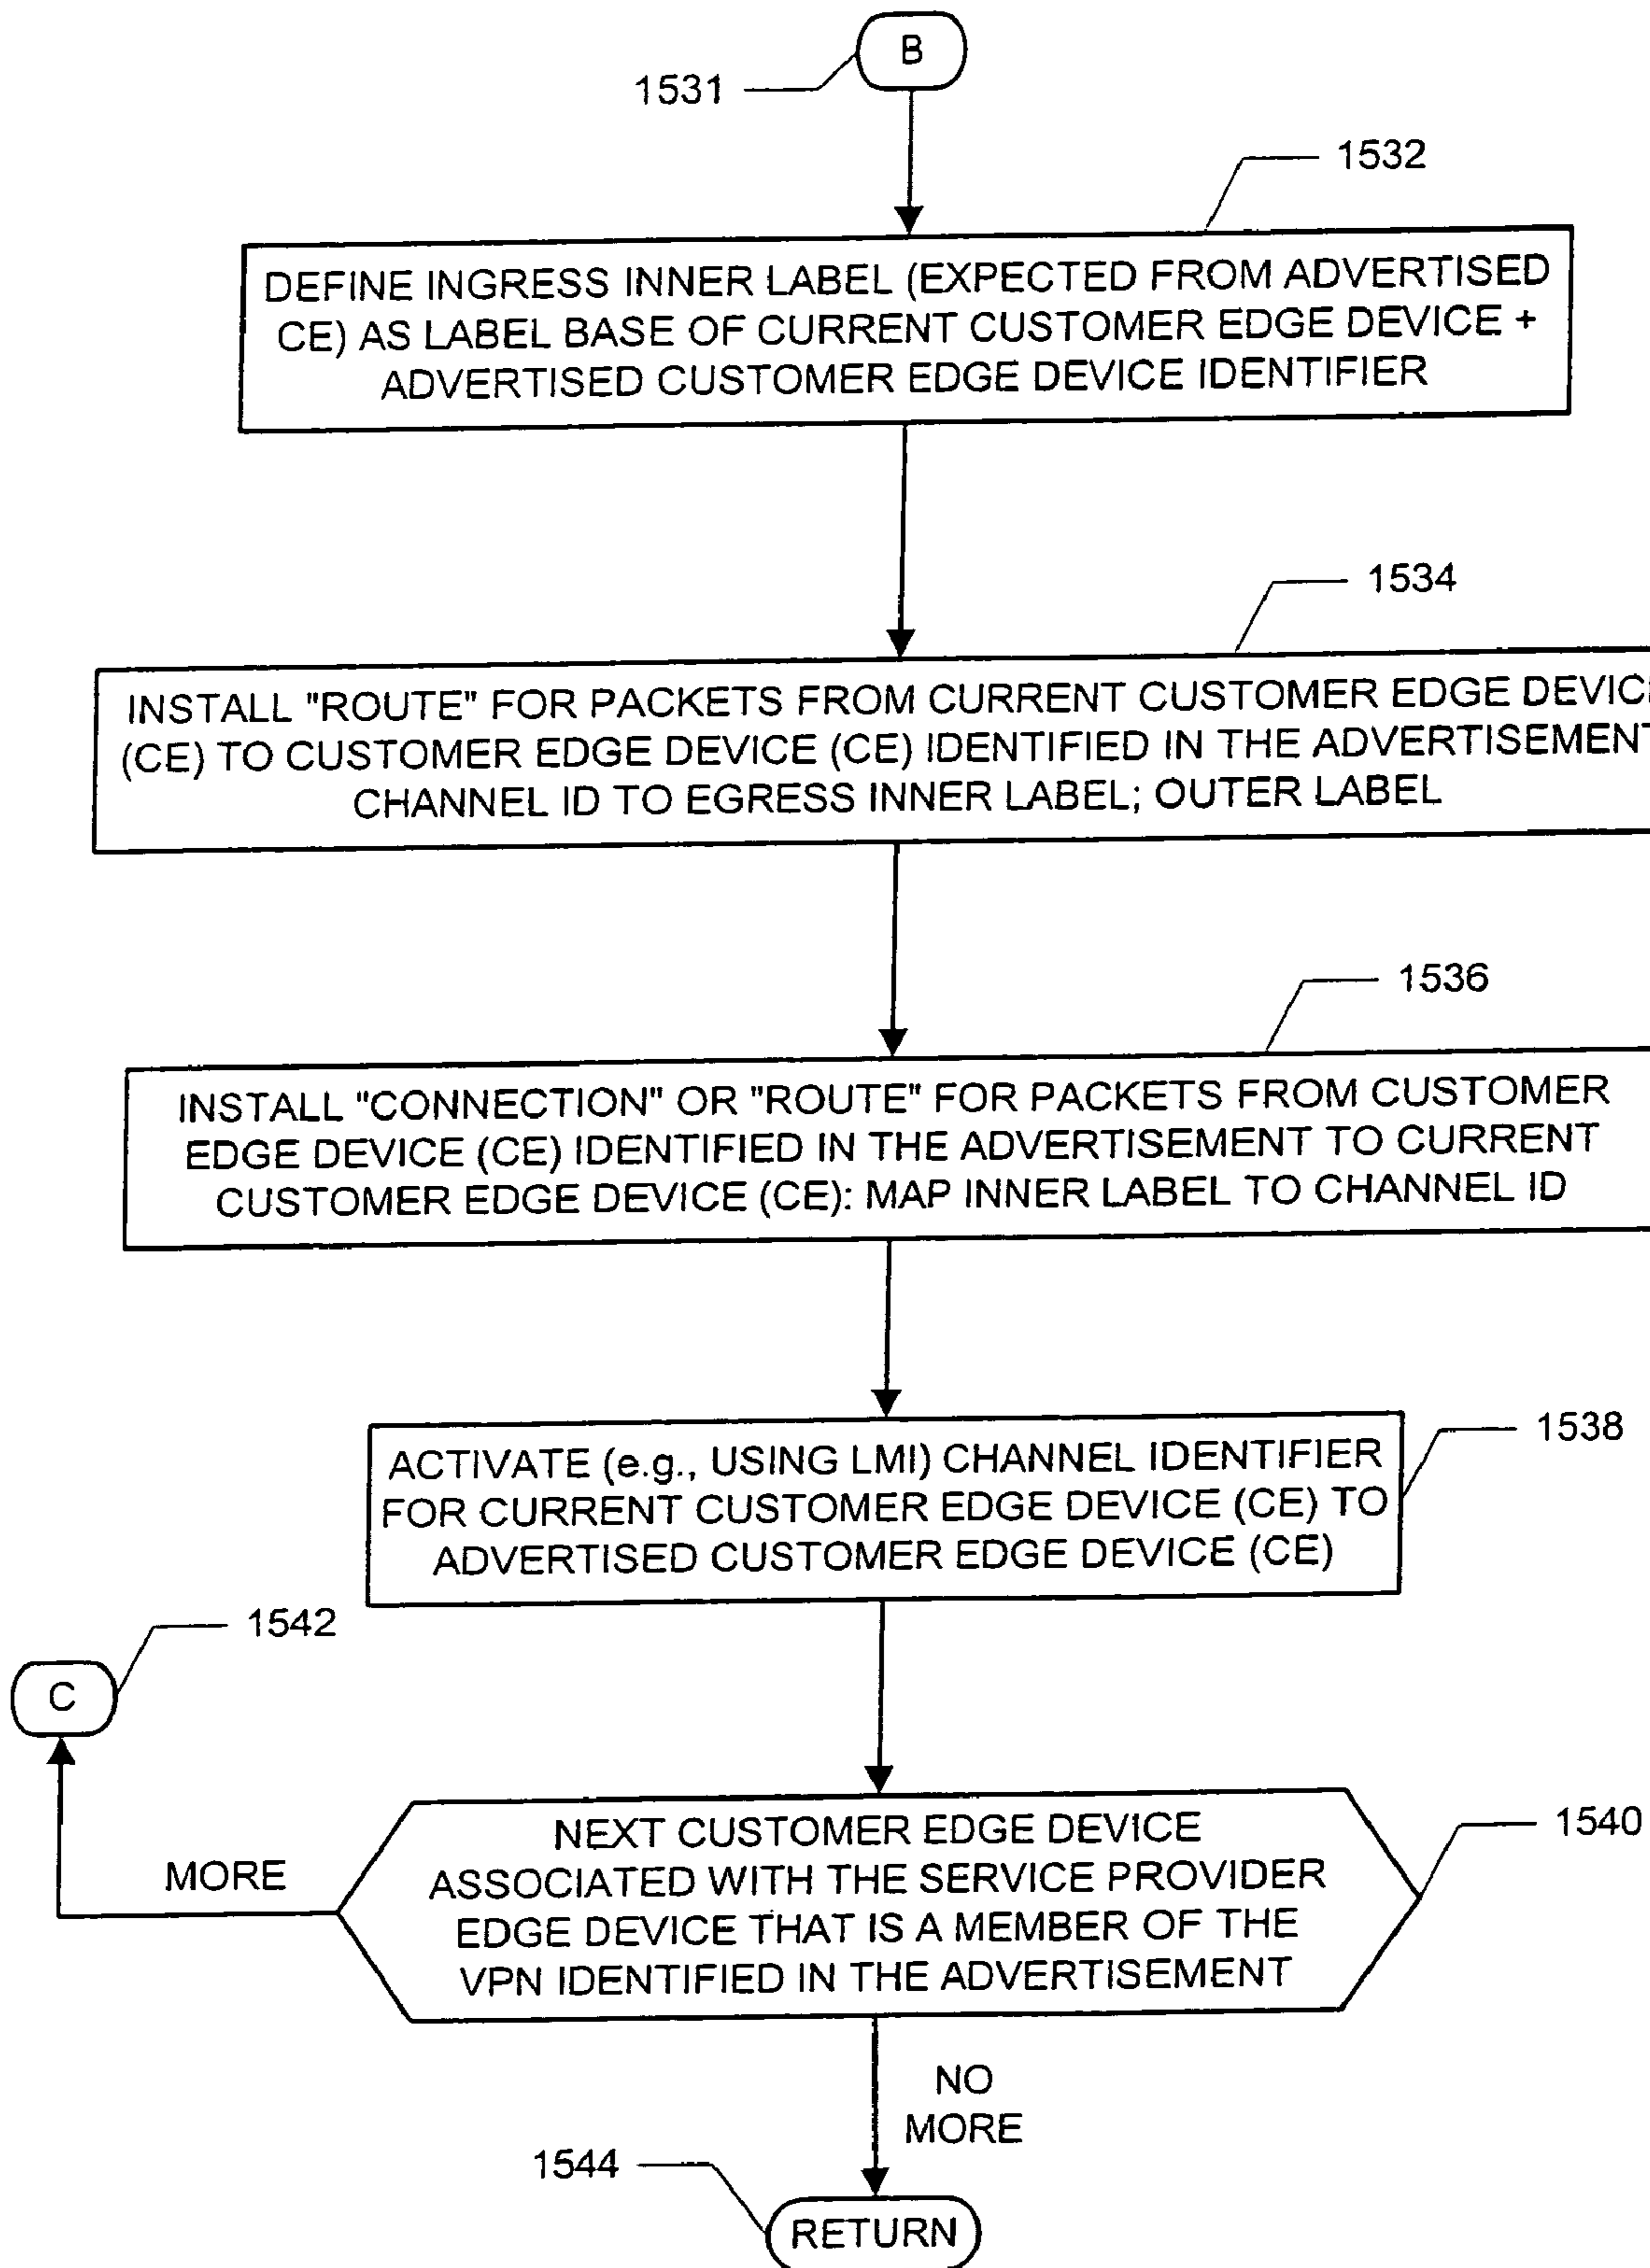 B
1531
1532
DEFINE INGRESS INNER LABEL (EXPECTED FROM ADVERTISED
CE) AS LABEL BASE OF CURRENT CUSTOMER EDGE DEVICE +
ADVERTISED CUSTOMER EDGE DEVICE IDENTIFIER
1534
INSTALL "ROUTE" FOR PACKETS FROM CURRENT CUSTOMER EDGE DEVICE
(CE) TO CUSTOMER EDGE DEVICE (CE) IDENTIFIED IN THE ADVERTISEMENT
CHANNEL ID TO EGRESS INNER LABEL; OUTER LABEL
1536
INSTALL "CONNECTION" OR "ROUTE" FOR PACKETS FROM CUSTOMER
EDGE DEVICE (CE) IDENTIFIED IN THE ADVERTISEMENT TO CURRENT
CUSTOMER EDGE DEVICE (CE): MAP INNER LABEL TO CHANNEL ID
1538
ACTIVATE (e.g., USING LMI) CHANNEL IDENTIFIER
FOR CURRENT CUSTOMER EDGE DEVICE (CE) TO
ADVERTISED CUSTOMER EDGE DEVICE (CE)
1542
C
1540
NEXT CUSTOMER EDGE DEVICE
ASSOCIATED WITH THE SERVICE PROVIDER
EDGE DEVICE THAT IS A MEMBER OF THE
VPN IDENTIFIED IN THE ADVERTISEMENT
MORE
NO
MORE
1544
RETURN